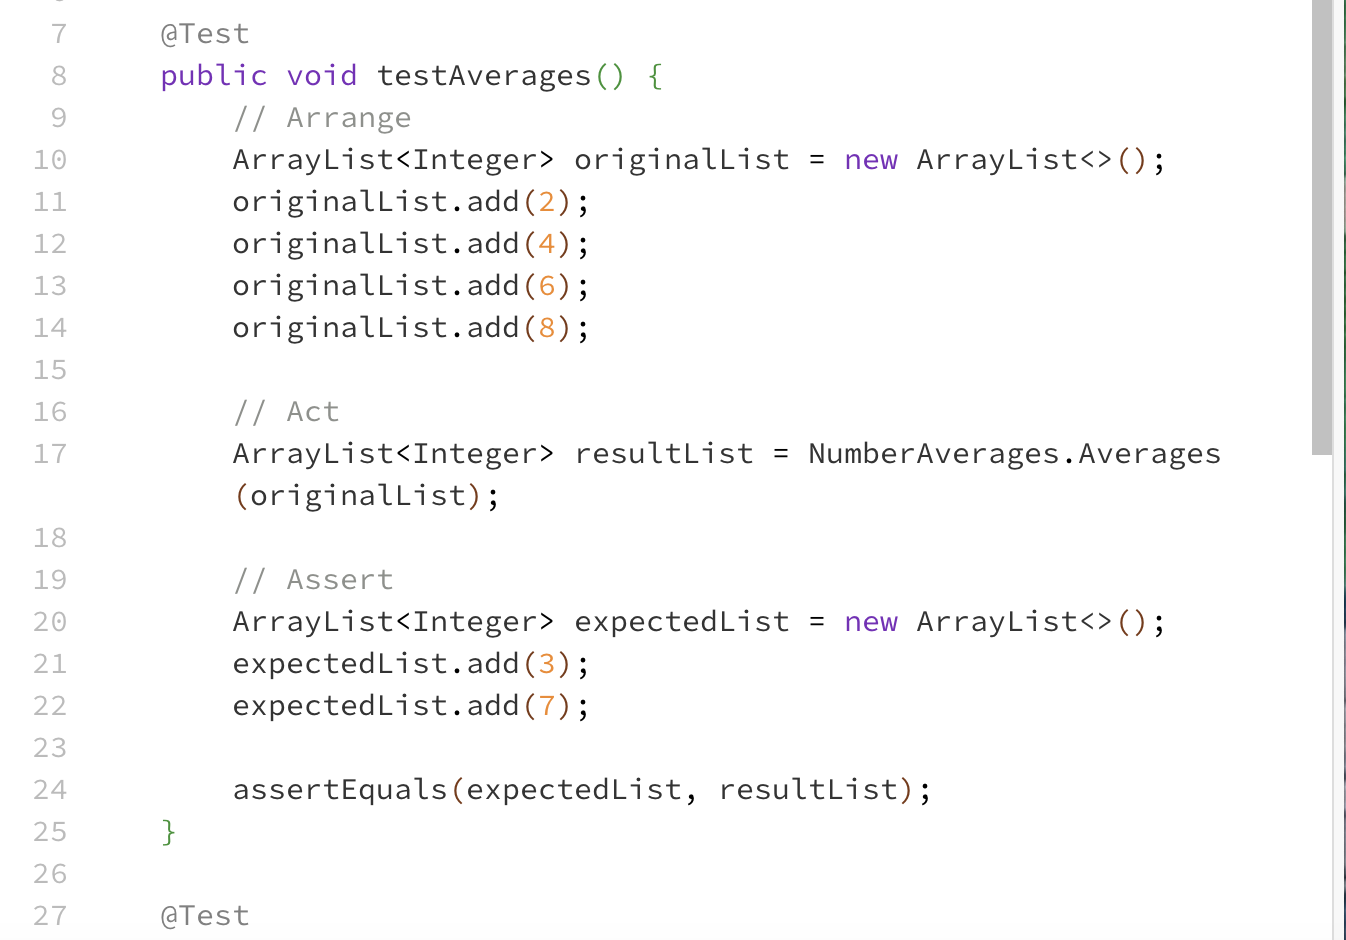 7 @Test
8 public void testAverages() {
9 // Arrange
10 ArrayList<Integer> originalList = new ArrayList<>();
11 originalList.add(2);
12 originalList.add(4);
13 originalList.add(6);
14 originalList.add(8);
15
16 // Act
17 ArrayList<Integer> resultList = NumberAverages.Averages
(originalList);
18
19 // Assert
20 ArrayList<Integer> expectedList = new ArrayList<>();
21 expectedList.add(3);
22 expectedList.add(7);
23
24 assertEquals(expectedList, resultList);
25 }
26
27 @Test